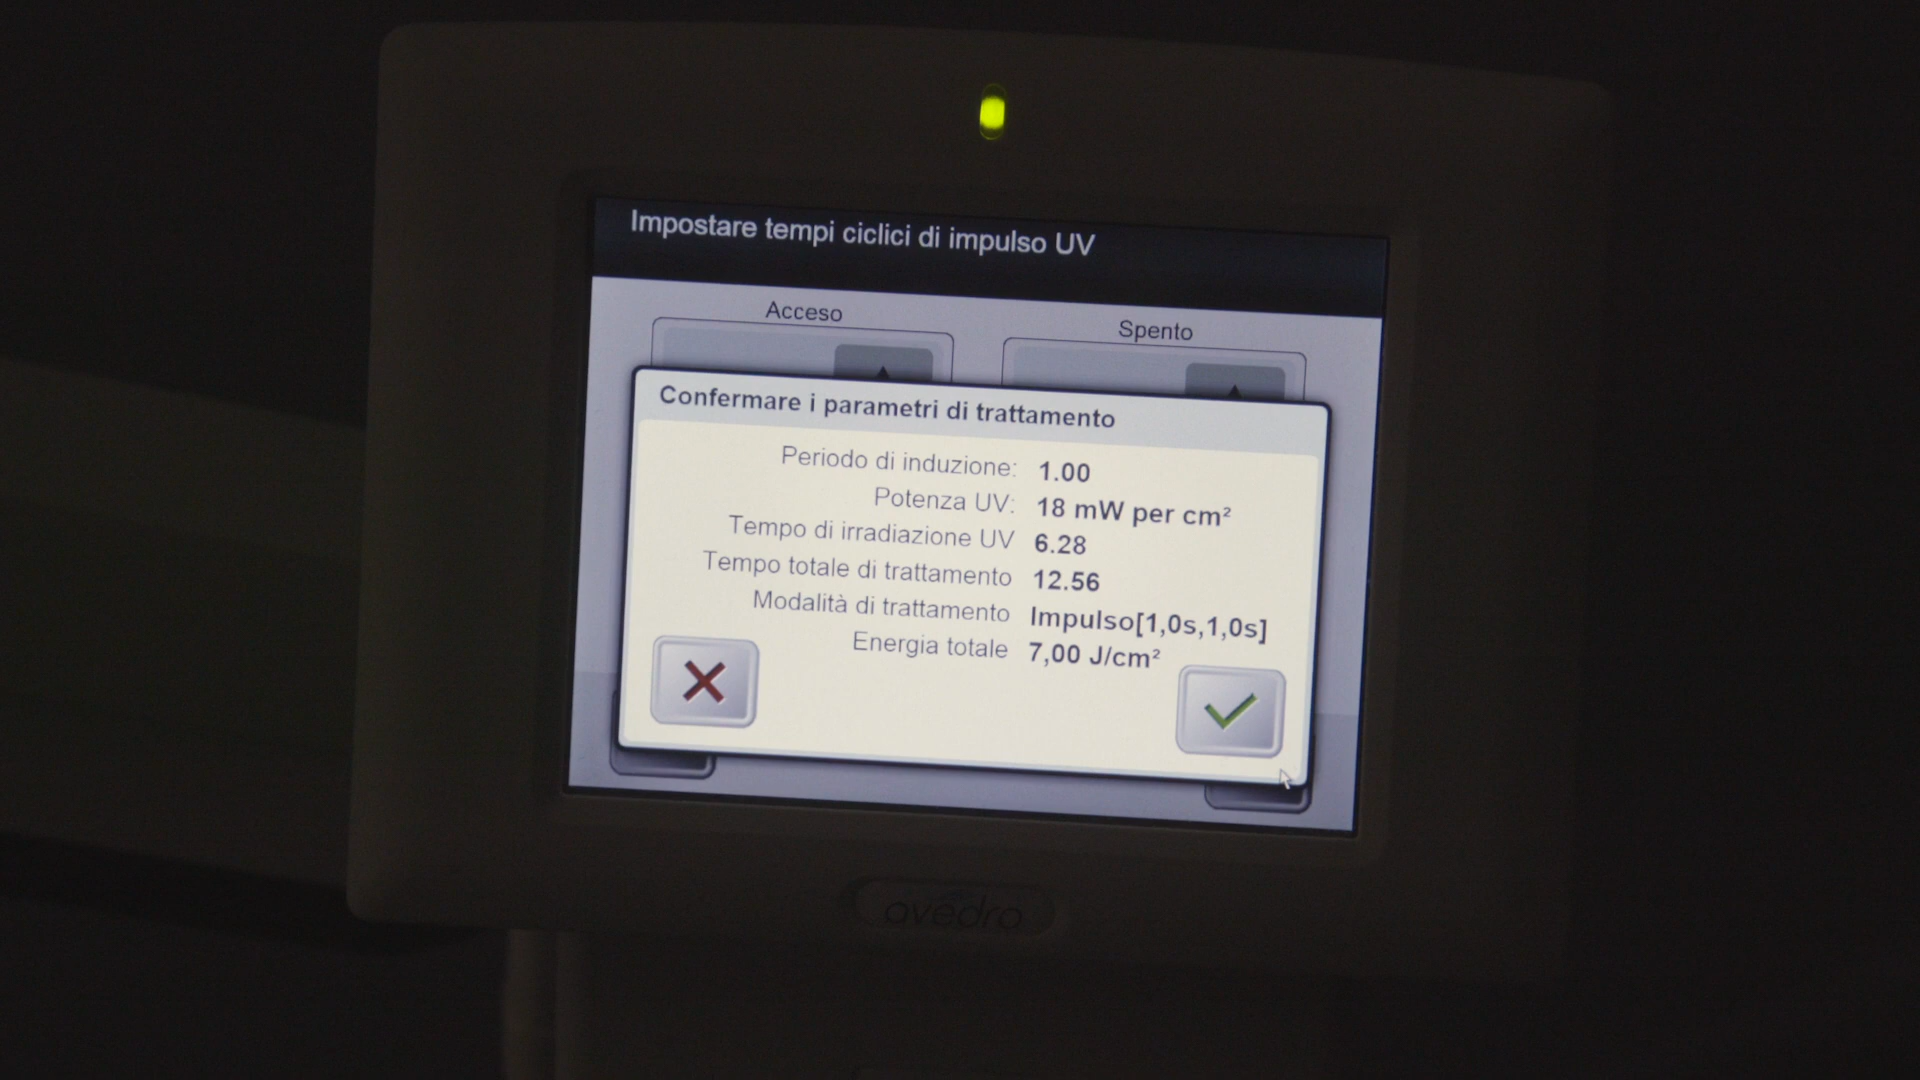 Impostare tempi ciclici di impulso UV
Acceso
Spento
Confermare i parametri di trattamento
Periodo di induzione: 1.00
Potenza UV: 18 mW per cm²
Tempo di irradiazione UV 6.28
Tempo totale di trattamento 12.56
Modalità di trattamento Impulso[1,0s,1,0s]
Energia totale 7,00 J/cm²
avedro